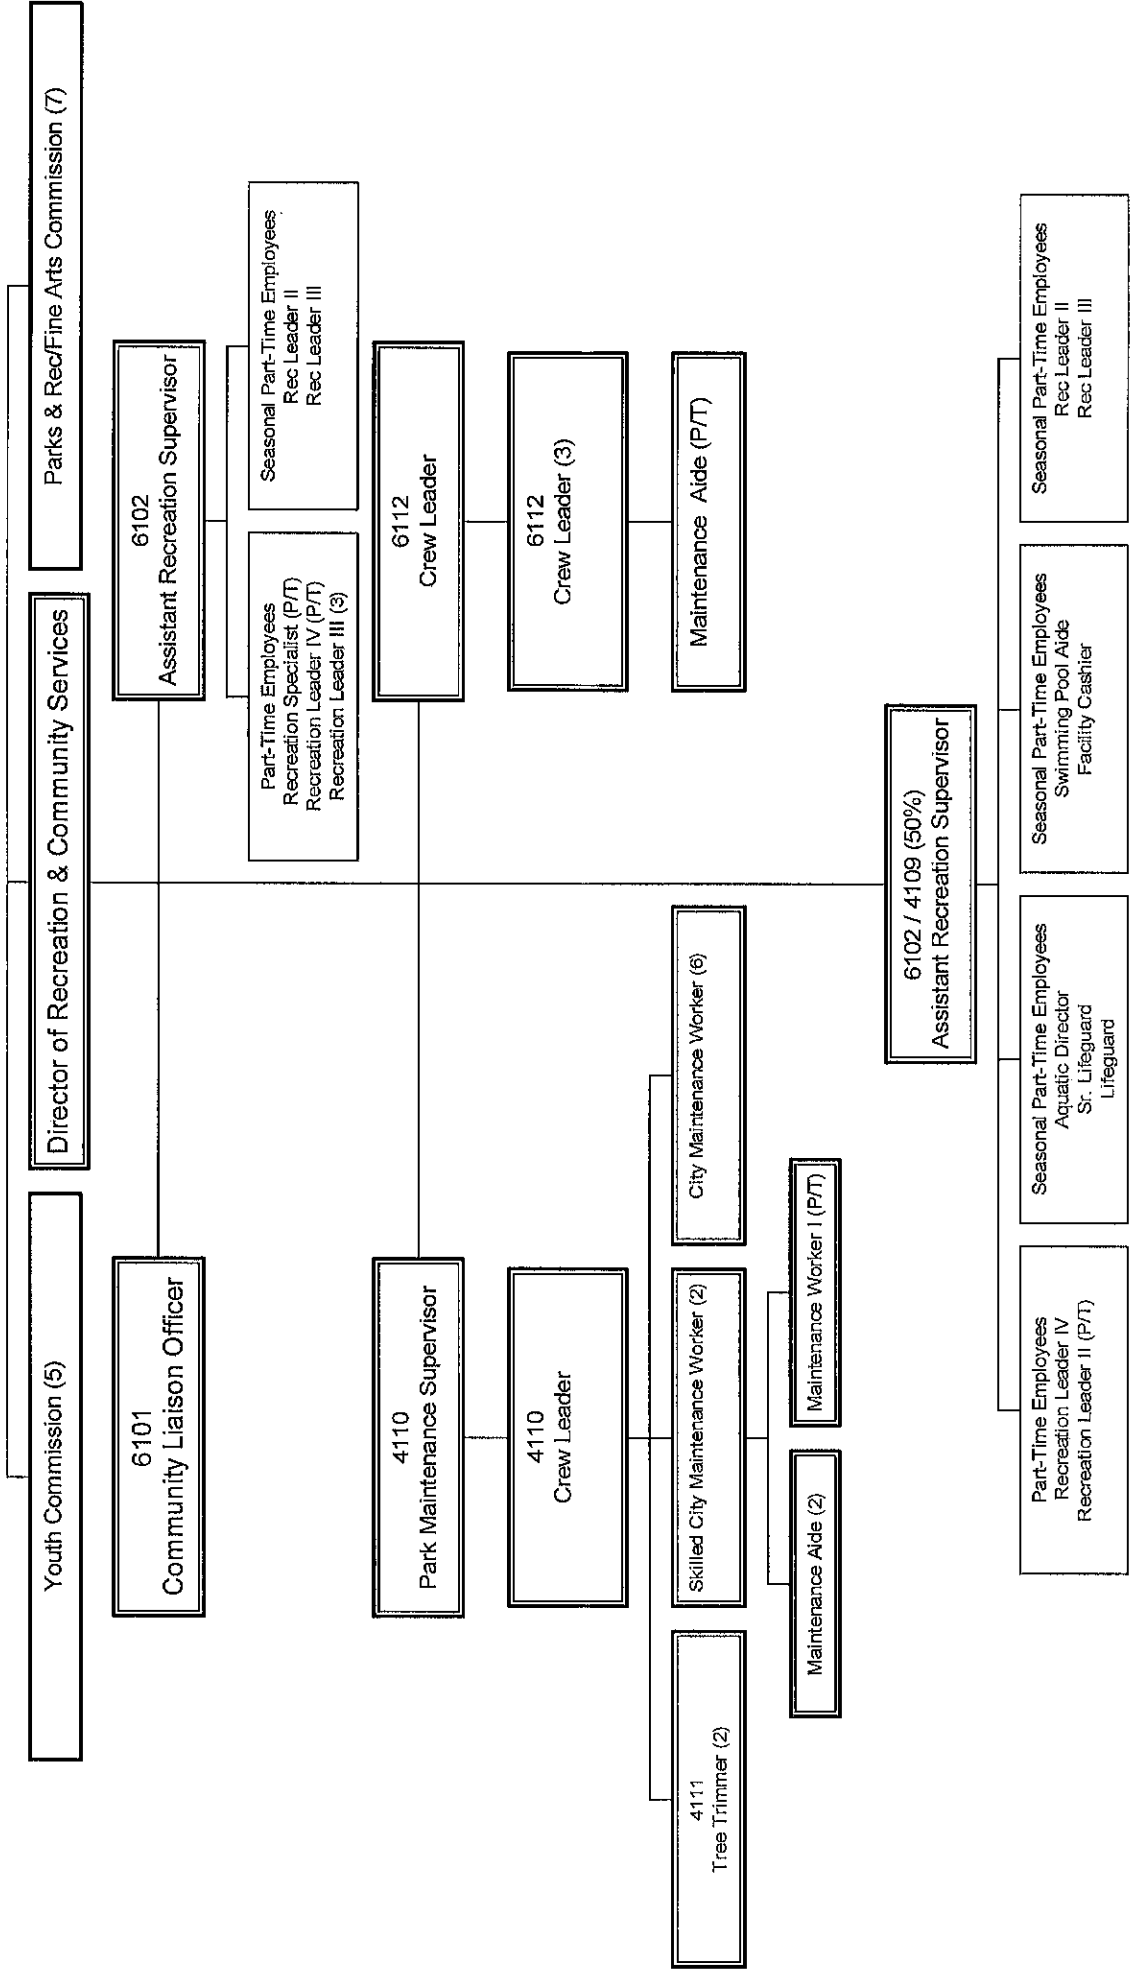 Youth Commission (5)
Director of Recreation & Community Services
Parks & Rec/Fine Arts Commission (7)
6101
Community Liaison Officer
6102
Assistant Recreation Supervisor
Part-Time Employees
Recreation Specialist (P/T)
Recreation Leader IV (P/T)
Recreation Leader III (3)
Seasonal Part-Time Employees
Rec Leader II
Rec Leader III
4110
Park Maintenance Supervisor
6112
Crew Leader
4110
Crew Leader
6112
Crew Leader (3)
4111
Tree Trimmer (2)
Skilled City Maintenance Worker (2)
City Maintenance Worker (6)
Maintenance Aide (P/T)
Maintenance Aide (2)
Maintenance Worker I (P/T)
6102 / 4109 (50%)
Assistant Recreation Supervisor
Part-Time Employees
Recreation Leader IV
Recreation Leader II (P/T)
Seasonal Part-Time Employees
Aquatic Director
Sr. Lifeguard
Lifeguard
Seasonal Part-Time Employees
Swimming Pool Aide
Facility Cashier
Seasonal Part-Time Employees
Rec Leader II
Rec Leader III